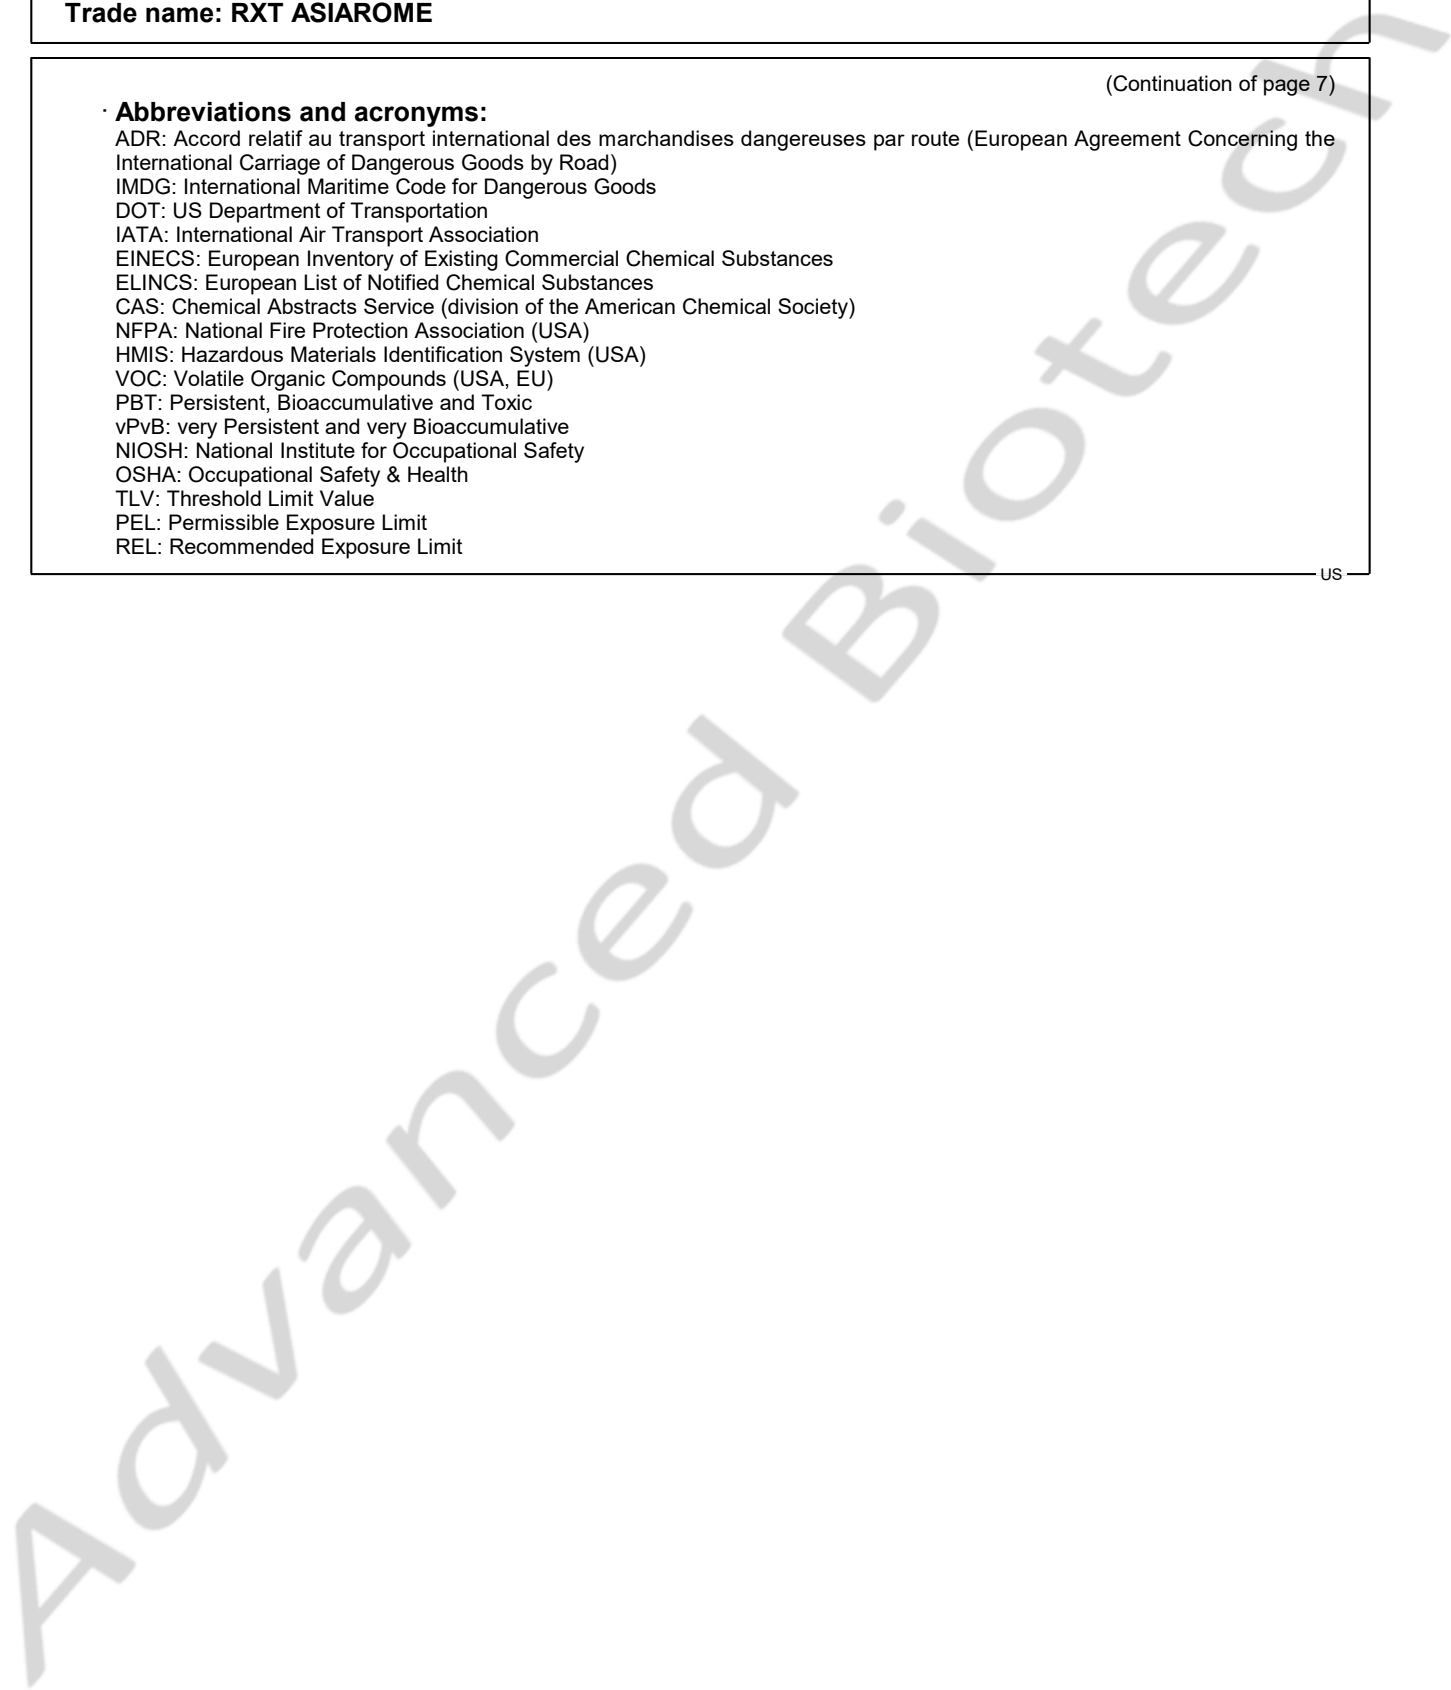 Trade name: RXT ASIAROME
(Continuation of page 7)
· Abbreviations and acronyms:
ADR: Accord relatif au transport international des marchandises dangereuses par route (European Agreement Concerning the
International Carriage of Dangerous Goods by Road)
IMDG: International Maritime Code for Dangerous Goods
DOT: US Department of Transportation
IATA: International Air Transport Association
EINECS: European Inventory of Existing Commercial Chemical Substances
ELINCS: European List of Notified Chemical Substances
CAS: Chemical Abstracts Service (division of the American Chemical Society)
NFPA: National Fire Protection Association (USA)
HMIS: Hazardous Materials Identification System (USA)
VOC: Volatile Organic Compounds (USA, EU)
PBT: Persistent, Bioaccumulative and Toxic
vPvB: very Persistent and very Bioaccumulative
NIOSH: National Institute for Occupational Safety
OSHA: Occupational Safety & Health
TLV: Threshold Limit Value
PEL: Permissible Exposure Limit
REL: Recommended Exposure Limit
US
Advanced Biotech